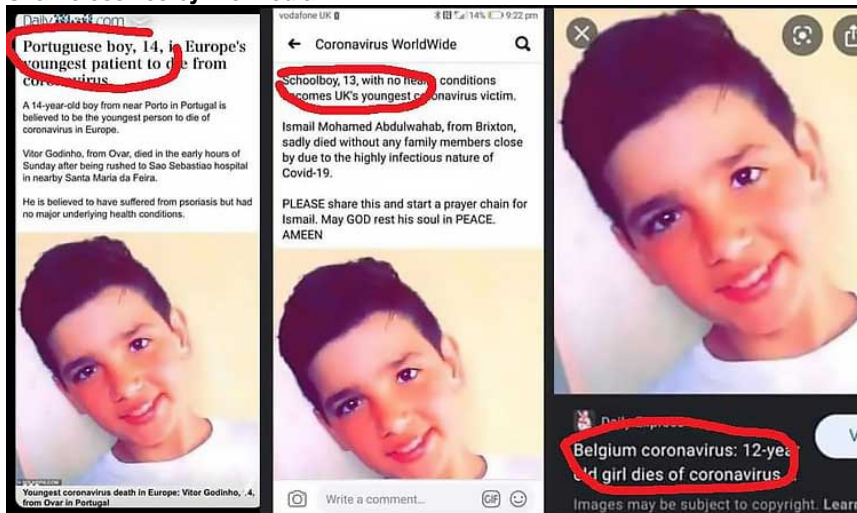 Portuguese boy, 14, in Europe's
youngest patient to die from
coronavirus
A 14-year-old boy from near Porto in Portugal is
believed to be the youngest person to die of
coronavirus in Europe.
Vitor Godinho, from Ovar, died in the early hours of
Sunday after being rushed to Sao Sebastiao hospital
in nearby Santa Maria da Feira.
He is believed to have suffered from psoriasis but had
no major underlying health conditions.
Youngest coronavirus death in Europe: Vitor Godinho,
from Ovar in Portugal
vodafone UK
14% 9:22 pm
Coronavirus WorldWide
Schoolboy, 13, with no health conditions
becomes UK's youngest coronavirus victim.
Ismail Mohamed Abdulwahab, from Brixton,
sadly died without any family members close
by due to the highly infectious nature of
Covid-19.
PLEASE share this and start a prayer chain for
Ismail. May GOD rest his soul in PEACE.
AMEEN
Write a comment...
GIF
Daily Express
Belgium coronavirus: 12-year
old girl dies of coronavirus
Images may be subject to copyright. Learn